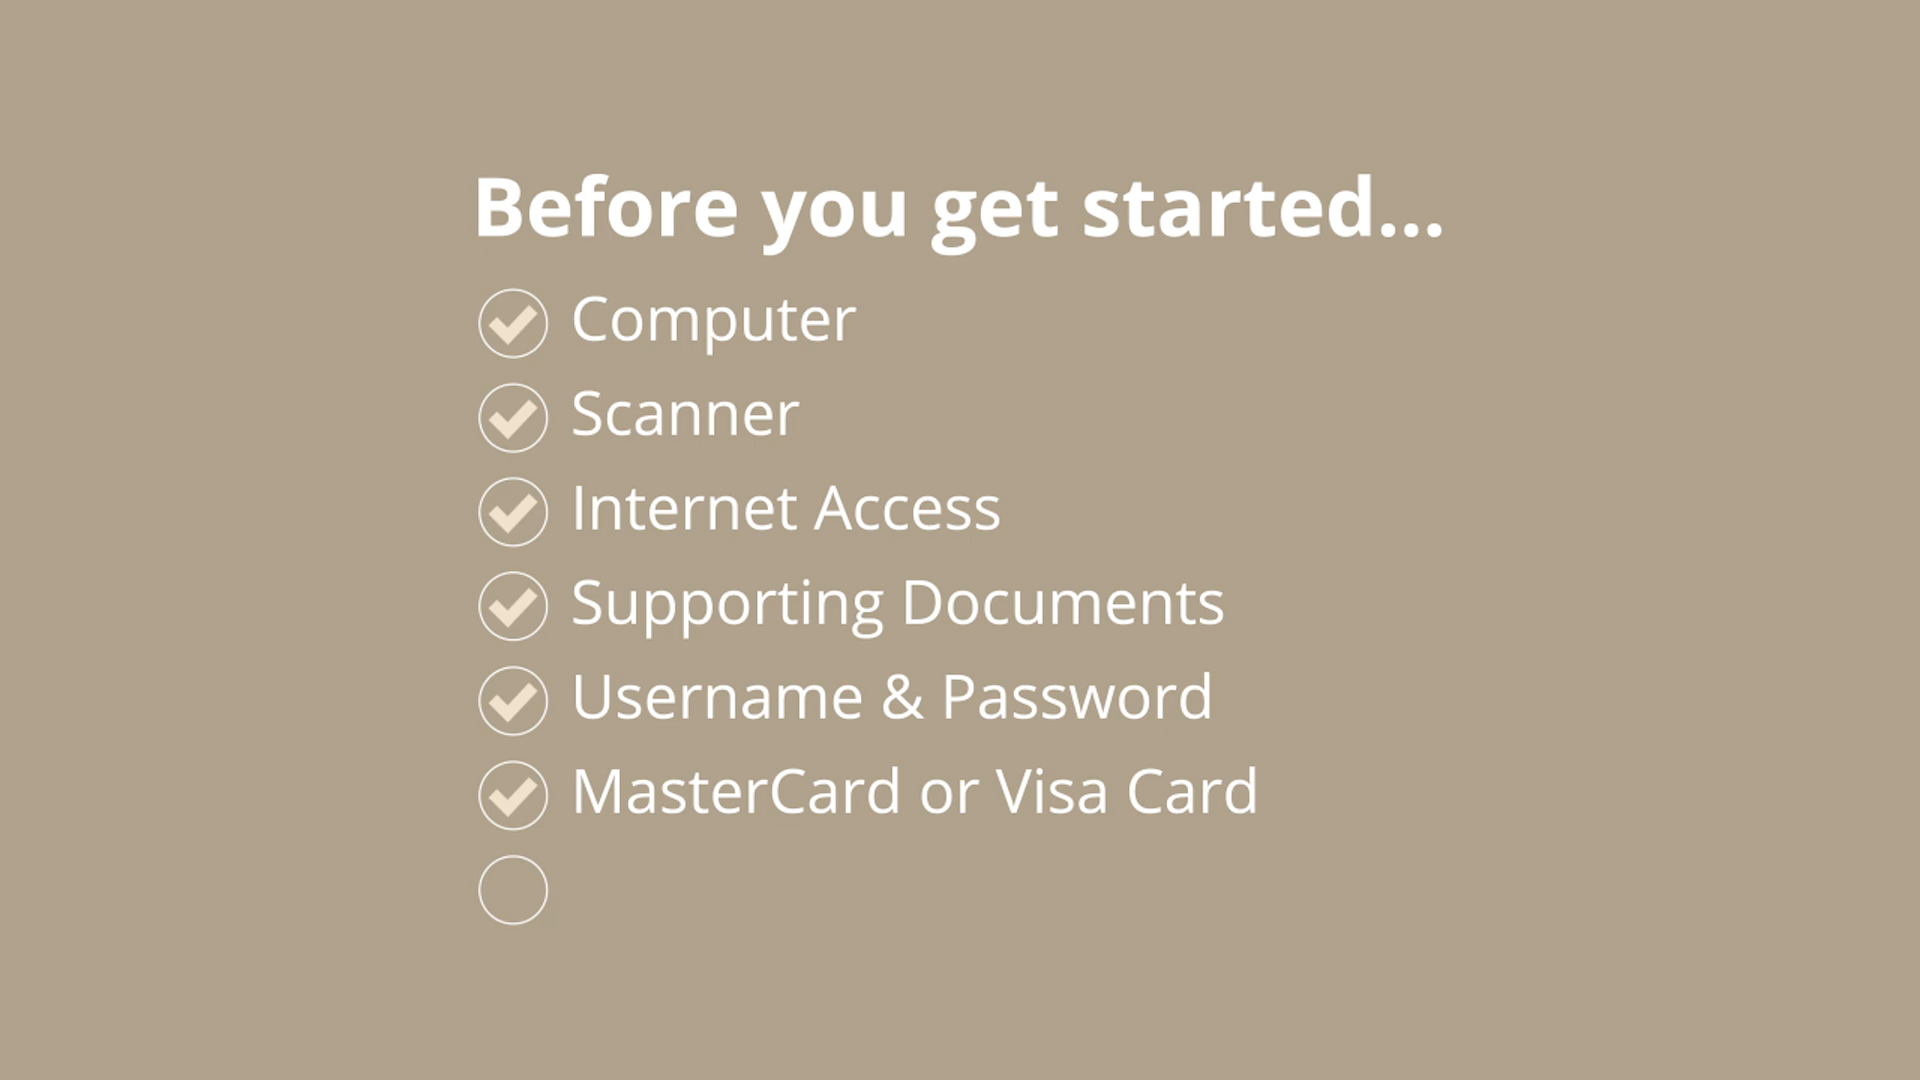 Before you get started...
Computer
Scanner
Internet Access
Supporting Documents
Username & Password
MasterCard or Visa Card